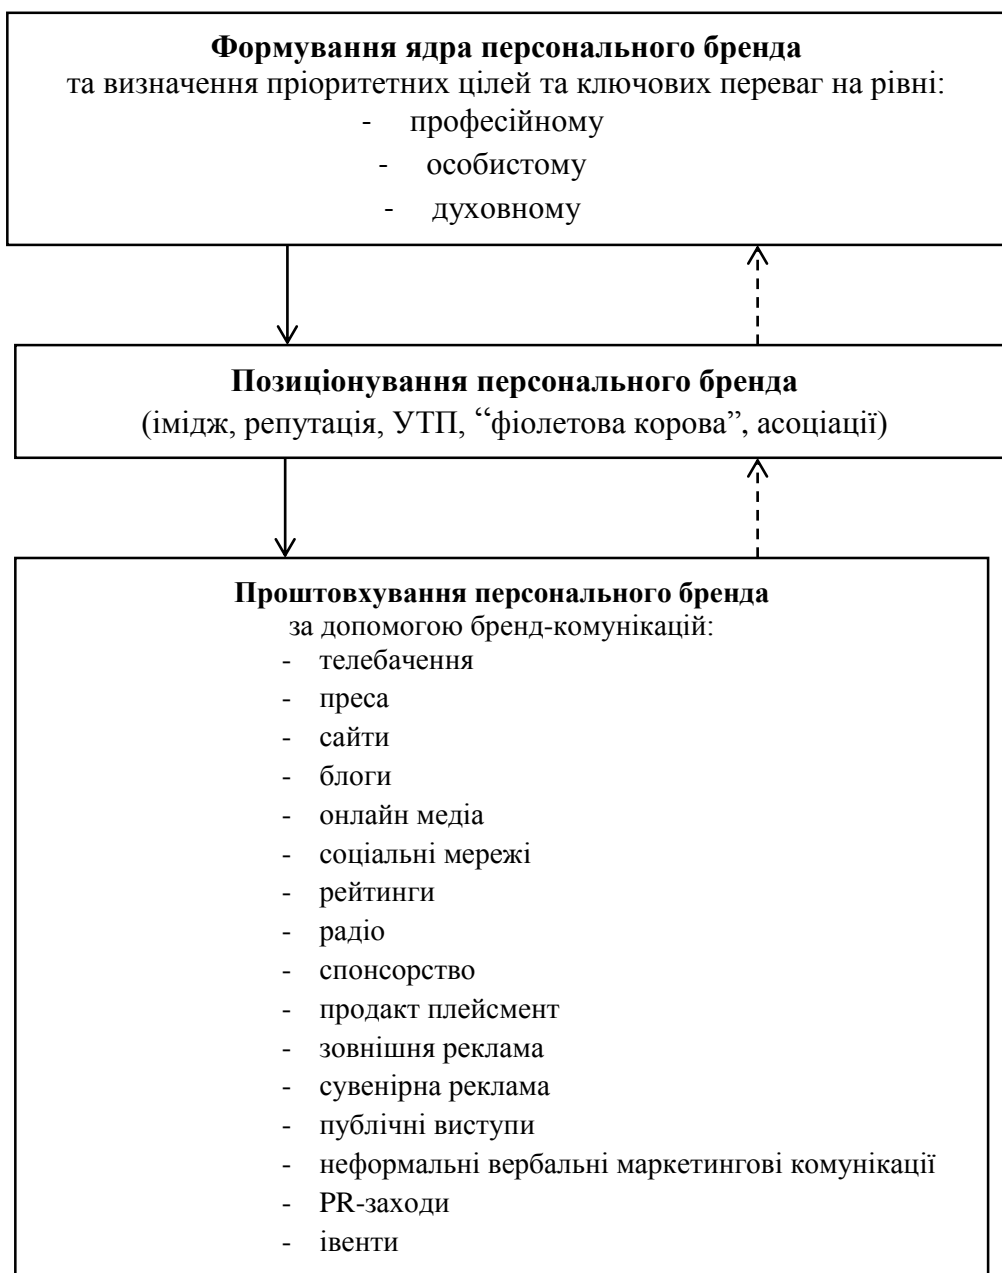 Формування ядра персонального бренда
та визначення пріоритетних цілей та ключових переваг на рівні:
- професійному
- особистому
- духовному
Позиціонування персонального бренда
(імідж, репутація, УТП, “фіолетова корова”, асоціації)
Проштовхування персонального бренда
за допомогою бренд-комунікацій:
- телебачення
- преса
- сайти
- блоги
- онлайн медіа
- соціальні мережі
- рейтинги
- радіо
- спонсорство
- продакт плейсмент
- зовнішня реклама
- сувенірна реклама
- публічні виступи
- неформальні вербальні маркетингові комунікації
- PR-заходи
- івенти